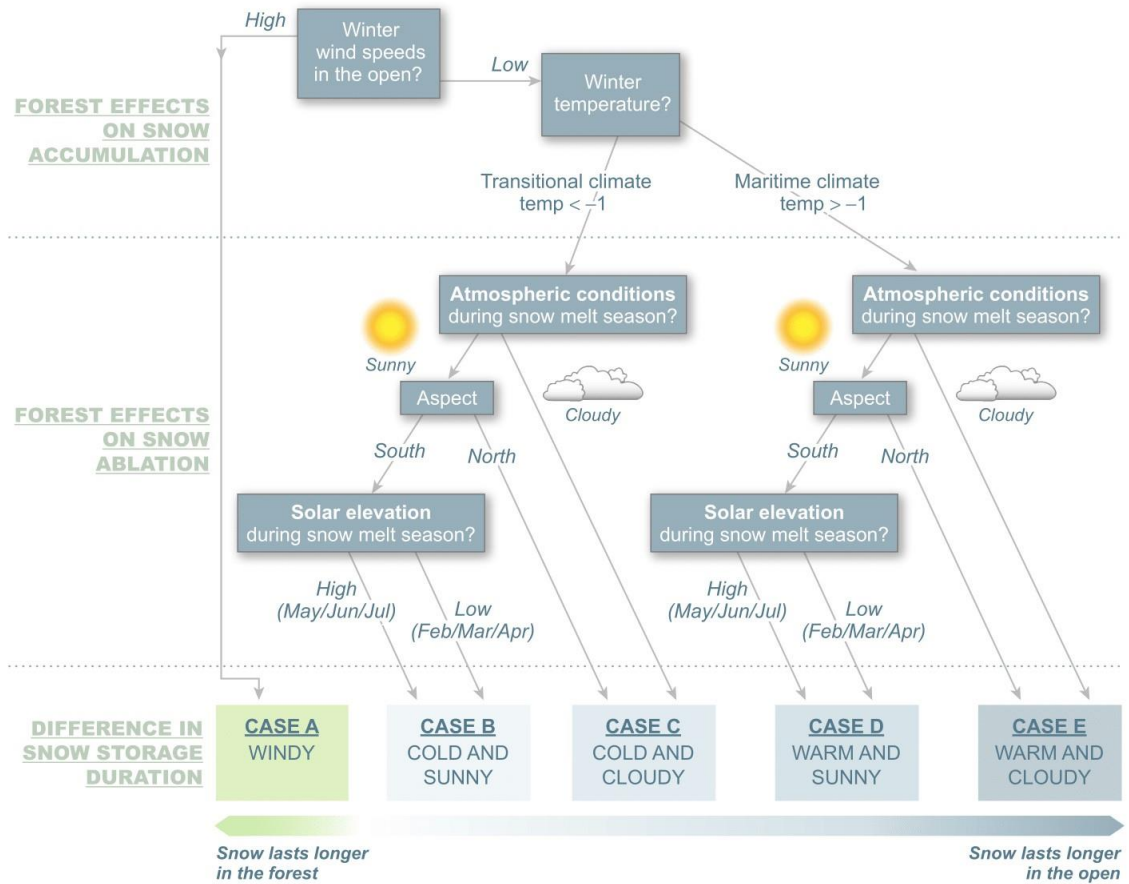 High
Winter
wind speeds
in the open?
Low
Winter
temperature?
FOREST EFFECTS
ON SNOW
ACCUMULATION
Transitional climate
temp < –1
Maritime climate
temp > –1
Atmospheric conditions
during snow melt season?
Atmospheric conditions
during snow melt season?
Sunny
Cloudy
Sunny
Cloudy
Aspect
Aspect
FOREST EFFECTS
ON SNOW
ABLATION
South
North
South
North
Solar elevation
during snow melt season?
Solar elevation
during snow melt season?
High
(May/Jun/Jul)
Low
(Feb/Mar/Apr)
High
(May/Jun/Jul)
Low
(Feb/Mar/Apr)
DIFFERENCE IN
SNOW STORAGE
DURATION
CASE A
WINDY
CASE B
COLD AND
SUNNY
CASE C
COLD AND
CLOUDY
CASE D
WARM AND
SUNNY
CASE E
WARM AND
CLOUDY
Snow lasts longer
in the forest
Snow lasts longer
in the open